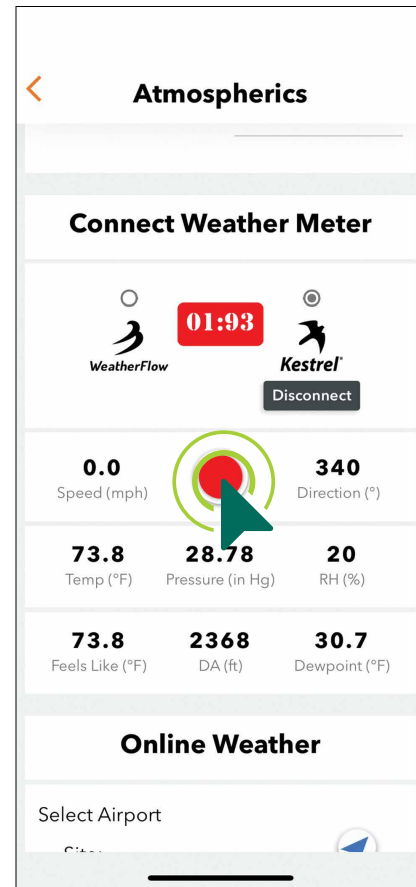 Atmospherics
Connect Weather Meter
01:93
WeatherFlow
Kestrel®
Disconnect
0.0 340
Speed (mph) Direction (°)
73.8 28.78 20
Temp (°F) Pressure (in Hg) RH (%)
73.8 2368 30.7
Feels Like (°F) DA (ft) Dewpoint (°F)
Online Weather
Select Airport